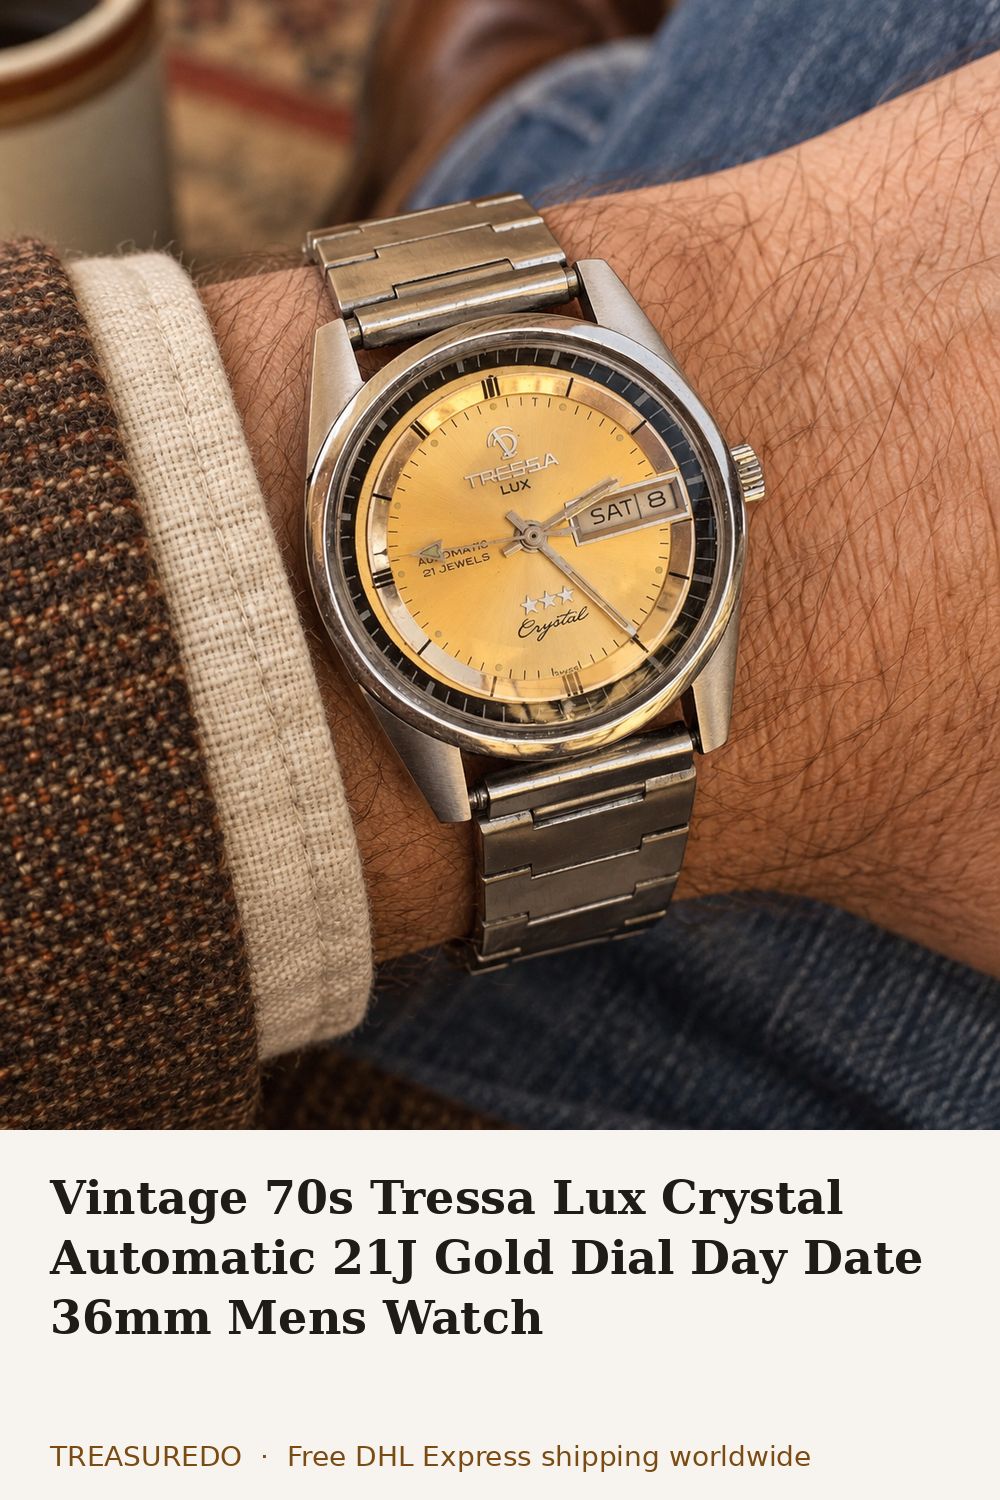 TRESSA
LUX
SAT 8
AUTOMATIC
21 JEWELS
Crystal
SWISS
Vintage 70s Tressa Lux Crystal
Automatic 21J Gold Dial Day Date
36mm Mens Watch
TREASUREDO · Free DHL Express shipping worldwide